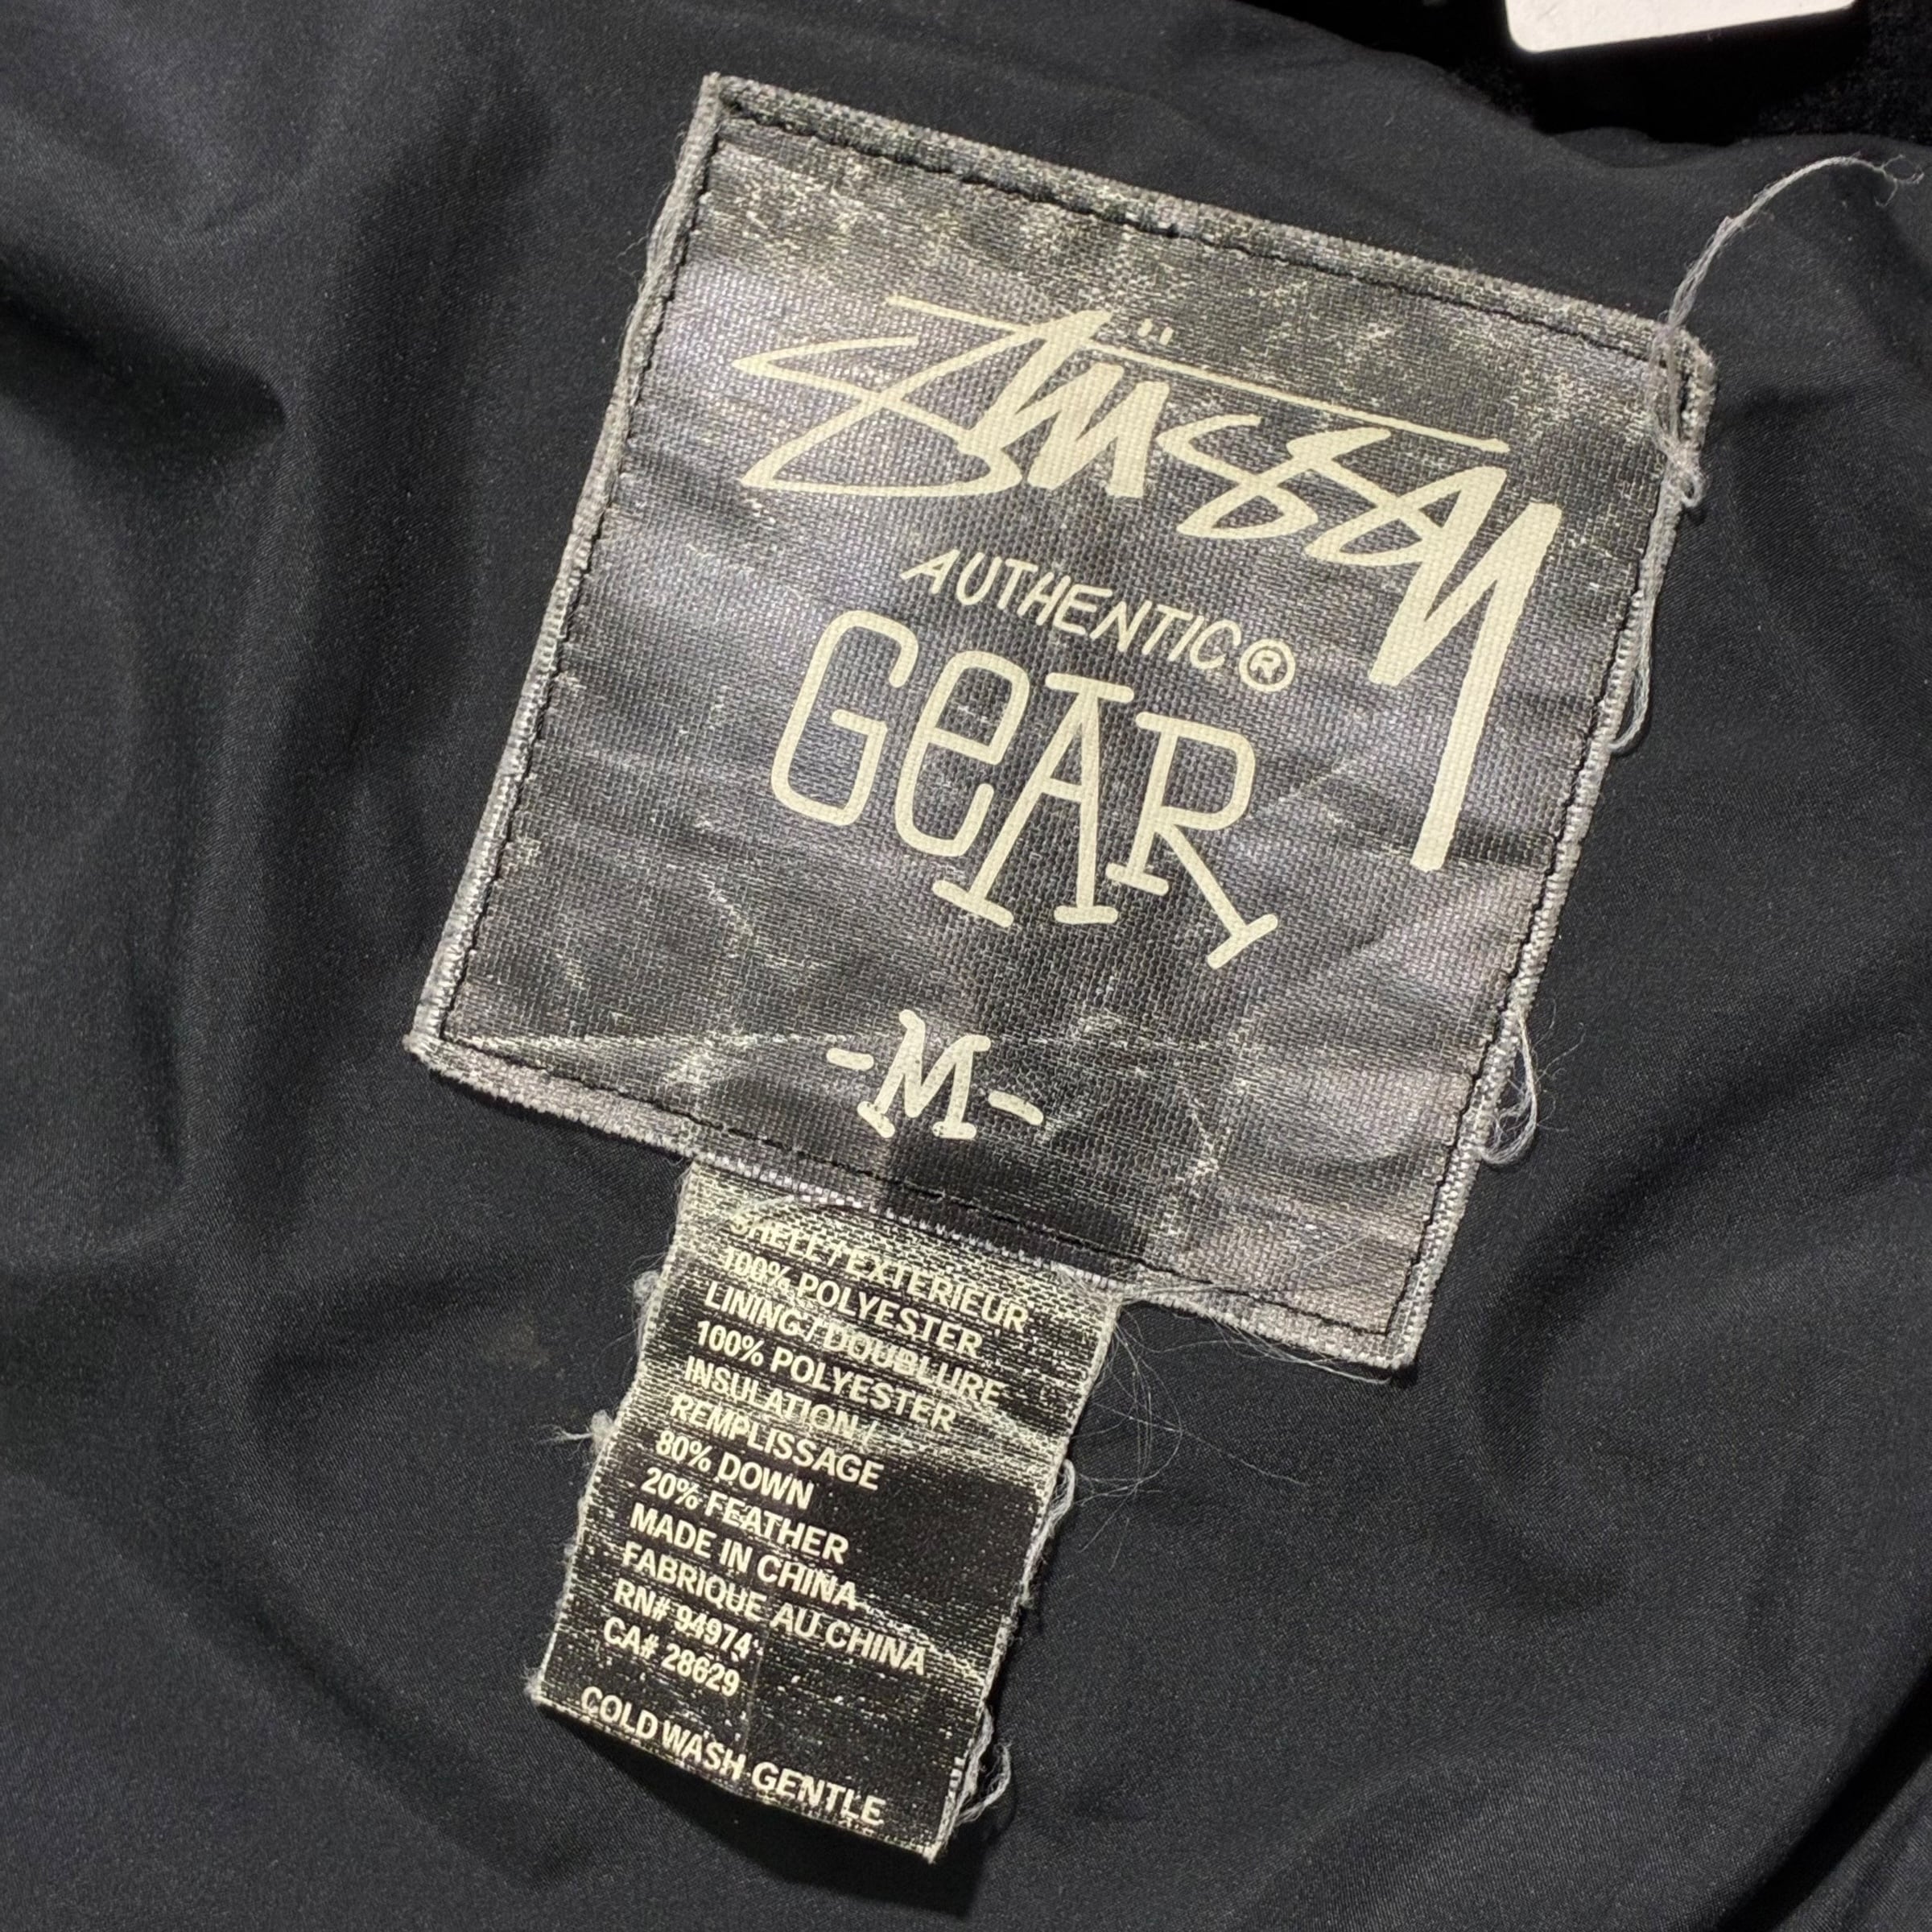 Stüssy
AUTHENTIC®
GEAR
-M-
SHELL/EXTERIEUR
100% POLYESTER
LINING/DOUBLURE
100% POLYESTER
INSULATION/
REMPLISSAGE
80% DOWN
20% FEATHER
MADE IN CHINA
FABRIQUE AU CHINA
RN# 94974
CA# 28629
COLD WASH GENTLE